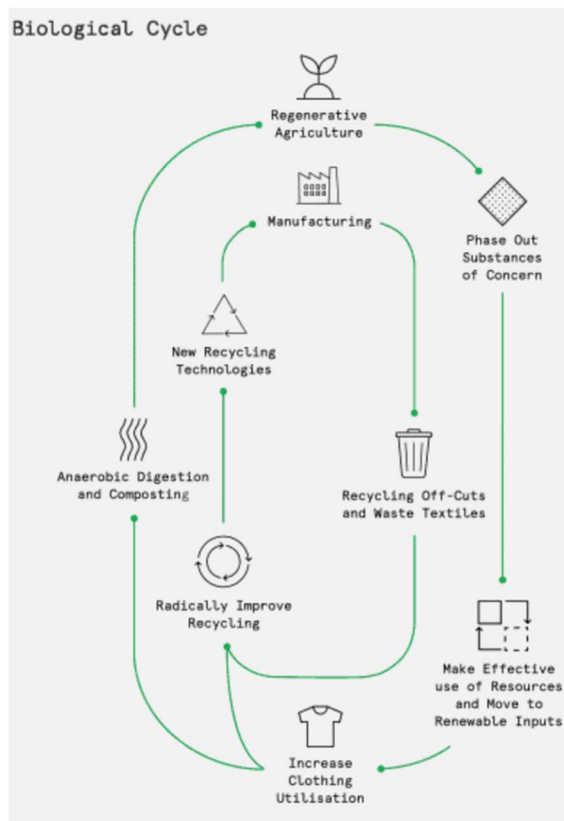 Biological Cycle
Regenerative
Agriculture
Manufacturing
Phase Out
Substances
of Concern
New Recycling
Technologies
Anaerobic Digestion
and Composting
Recycling Off-Cuts
and Waste Textiles
Radically Improve
Recycling
Make Effective
use of Resources
and Move to
Renewable Inputs
Increase
Clothing
Utilisation